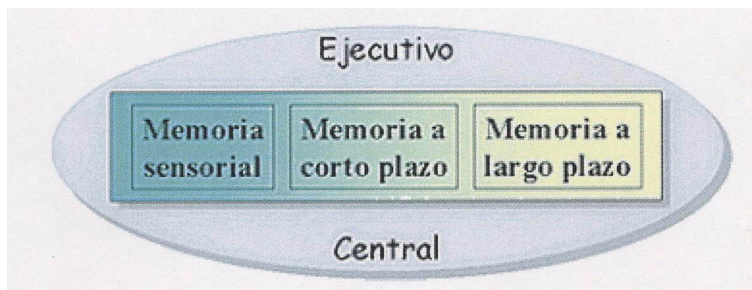 Ejecutivo
Memoria
sensorial
Memoria a
corto plazo
Memoria a
largo plazo
Central